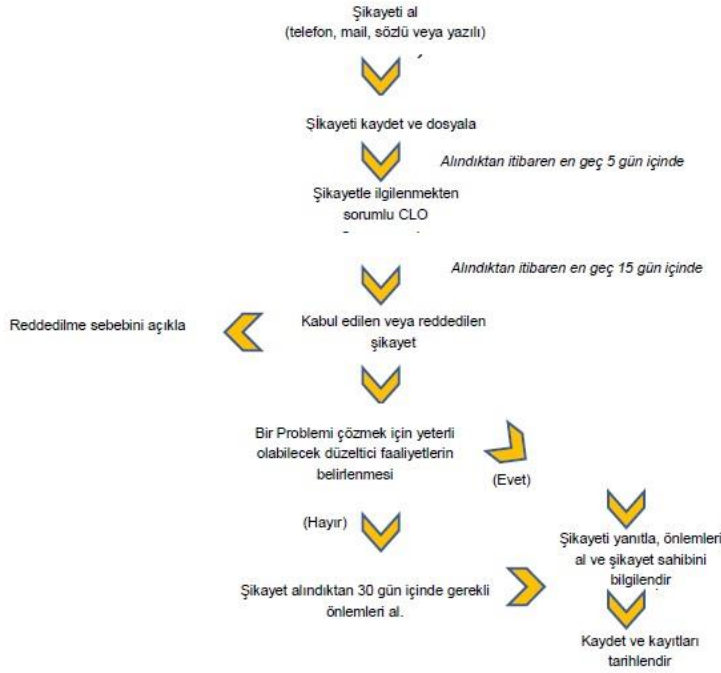 Şikayeti al
(telefon, mail, sözlü veya yazılı)
Şİkayeti kaydet ve dosyala
Alındıktan itibaren en geç 5 gün içinde
Şikayetle ilgilenmekten
sorumlu CLO
Alındıktan itibaren en geç 15 gün içinde
Reddedilme sebebini açıkla
Kabul edilen veya reddedilen
şikayet
Bir Problemi çözmek için yeterli
olabilecek düzeltici faaliyetlerin
belirlenmesi
(Evet)
(Hayır)
Şikayeti yanıtla, önlemleri
al ve şikayet sahibini
bilgilendir
Şikayet alındıktan 30 gün içinde gerekli
önlemleri al.
Kaydet ve kayıtları
tarihlendir